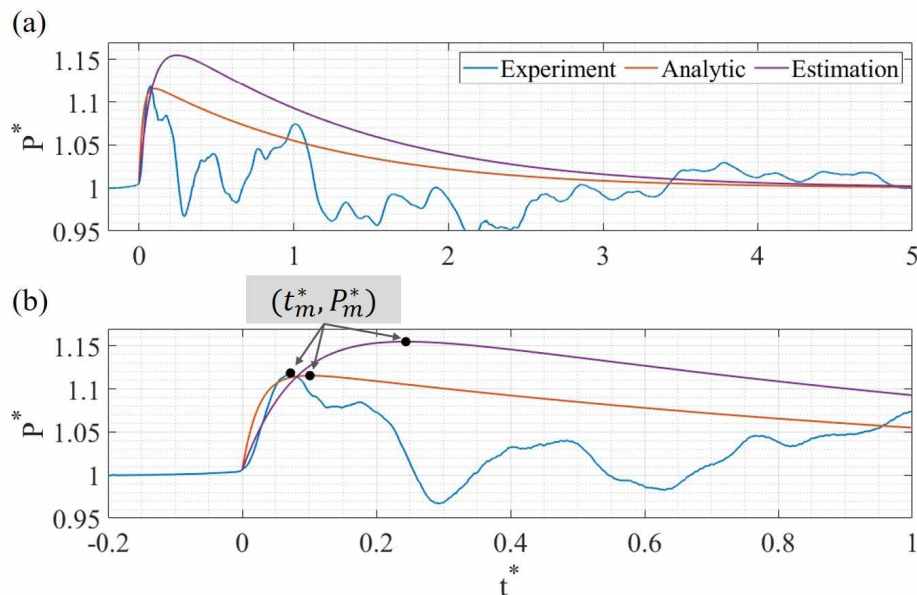 (a)
Experiment Analytic Estimation
1.15
1.1
1.05
1
0.95
P*
0 1 2 3 4 5
(b)
(t*m, P*m)
1.15
1.1
1.05
1
0.95
P*
-0.2 0 0.2 0.4 0.6 0.8 1
t*